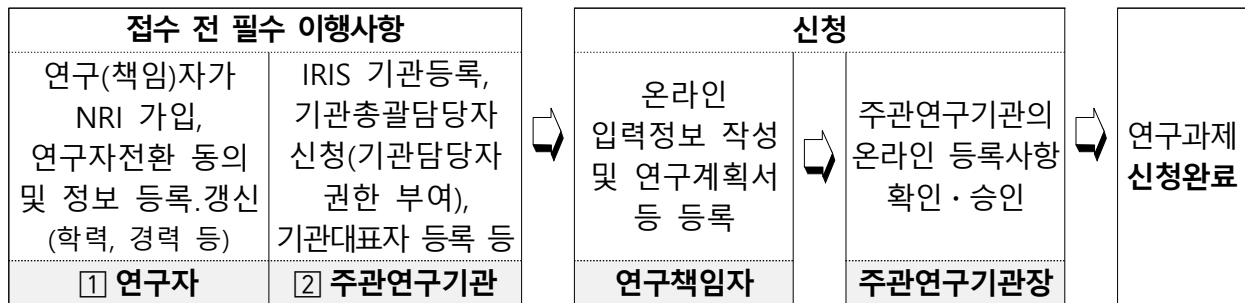 접수 전 필수 이행사항
연구(책임)자가
NRI 가입,
연구자전환 동의
및 정보 등록.갱신
(학력, 경력 등)
1 연구자
IRIS 기관등록,
기관총괄담당자
신청(기관담당자
권한 부여),
기관대표자 등록 등
2 주관연구기관
신청
온라인
입력정보 작성
및 연구계획서
등 등록
연구책임자
주관연구기관의
온라인 등록사항
확인·승인
주관연구기관장
연구과제
신청완료